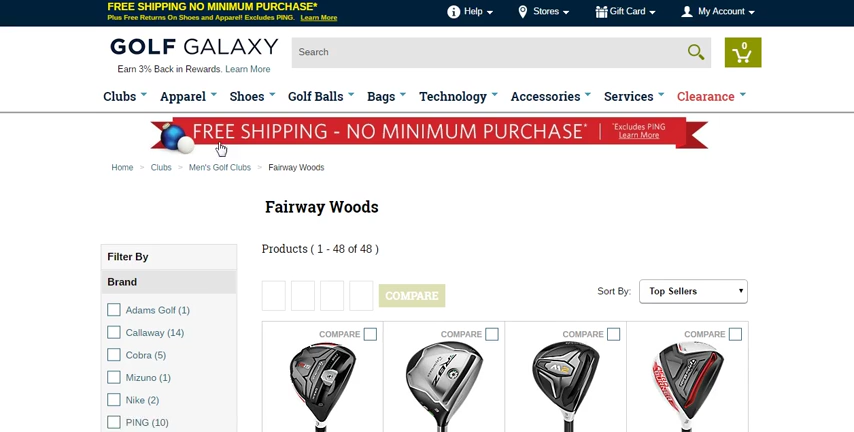 FREE SHIPPING NO MINIMUM PURCHASE*
Plus Free Returns On Shoes and Apparel! Excludes PING. Learn More
Help Stores Gift Card My Account
GOLF GALAXY
Earn 3% Back in Rewards. Learn More
Search
0
Clubs Apparel Shoes Golf Balls Bags Technology Accessories Services Clearance
FREE SHIPPING - NO MINIMUM PURCHASE* | *Excludes PING
Learn More
Home > Clubs > Men's Golf Clubs > Fairway Woods
Fairway Woods
Products ( 1 - 48 of 48 )
Filter By
Brand
Adams Golf (1)
Callaway (14)
Cobra (5)
Mizuno (1)
Nike (2)
PING (10)
COMPARE
Sort By: Top Sellers
COMPARE COMPARE COMPARE COMPARE